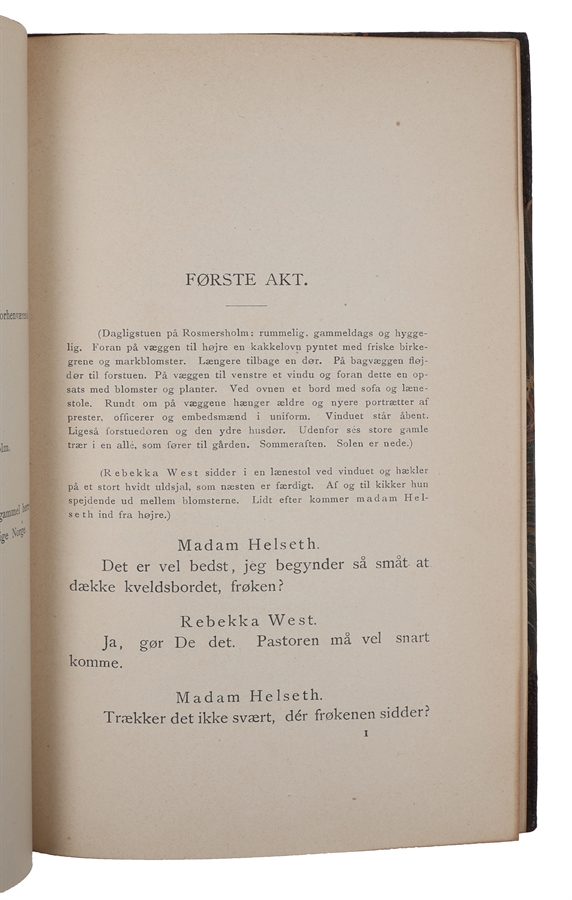 orbenværen
lm.
gammel herre
ige Norge.
FØRSTE AKT.
(Dagligstuen på Rosmersholm; rummelig, gammeldags og hygge-
lig. Foran på væggen til højre en kakkelovn pyntet med friske birke-
grene og markblomster. Længere tilbage en dør. På bagvæggen fløj-
dør til forstuen. På væggen til venstre et vindu og foran dette en op-
sats med blomster og planter. Ved ovnen et bord med sofa og læne-
stole. Rundt om på væggene hænger ældre og nyere portrætter af
prester, officerer og embedsmænd i uniform. Vinduet står åbent.
Ligeså forstuedøren og den ydre husdør. Udenfor sés store gamle
trær i en allé, som fører til gården. Sommeraften. Solen er nede.)
(Rebekka West sidder i en lænestol ved vinduet og hækler
på et stort hvidt uldsjal, som næsten er færdigt. Af og til kikker hun
spejdende ud mellem blomsterne. Lidt efter kommer madam Hel-
seth ind fra højre.)
Madam Helseth.
Det er vel bedst, jeg begynder så småt at
dække kveldsbordet, frøken?
Rebekka West.
Ja, gør De det. Pastoren må vel snart
komme.
Madam Helseth.
Trækker det ikke svært, dér frøkenen sidder?
1